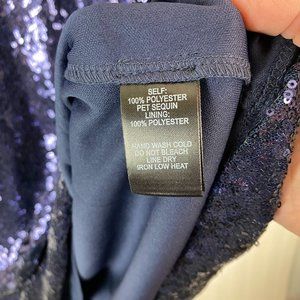 SELF:
100% POLYESTER
PET SEQUIN
LINING:
100% POLYESTER
HAND WASH COLD
DO NOT BLEACH
LINE DRY
IRON LOW HEAT